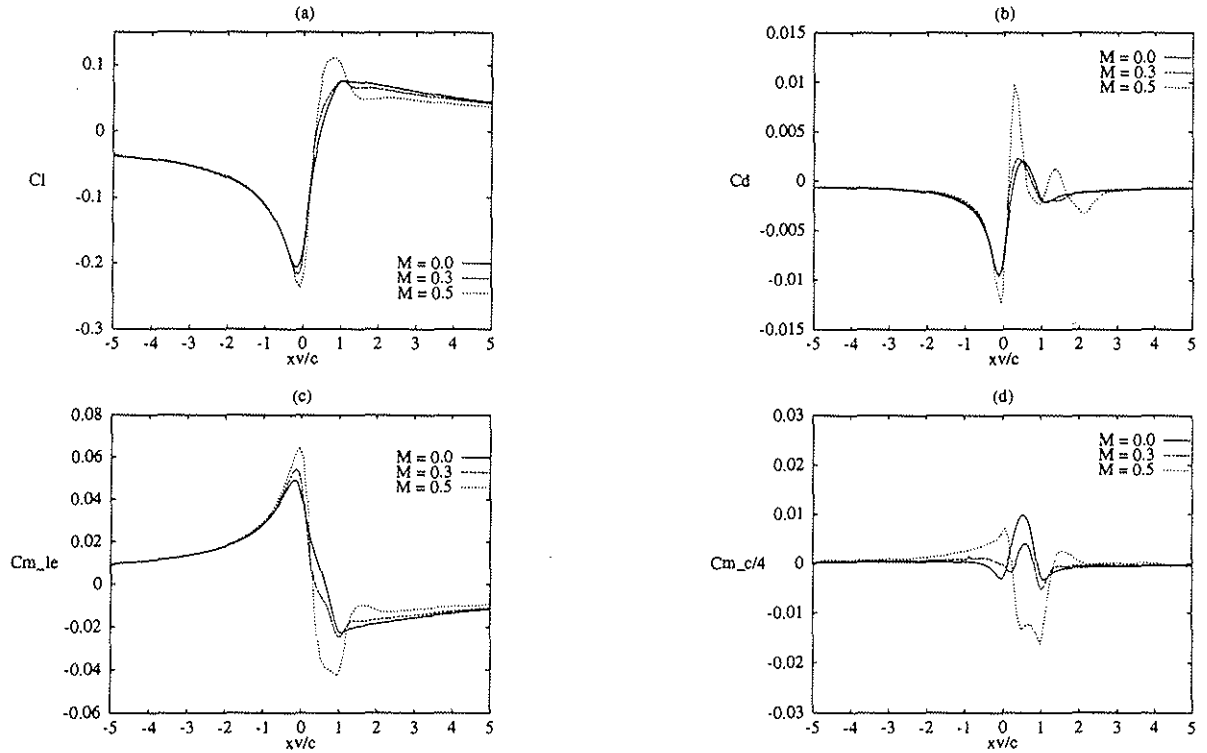 (a)
0.1
0
Cl
-0.1
-0.2
-0.3
M = 0.0
M = 0.3
M = 0.5
-5 -4 -3 -2 -1 0 1 2 3 4 5
xv/c
(b)
0.015
0.010
0.005
0
Cd
-0.005
-0.01
-0.015
M = 0.0
M = 0.3
M = 0.5
-5 -4 -3 -2 -1 0 1 2 3 4 5
xv/c
(c)
0.08
0.06
0.04
0.02
Cm_le
0
-0.02
-0.04
-0.06
M = 0.0
M = 0.3
M = 0.5
-5 -4 -3 -2 -1 0 1 2 3 4 5
xv/c
(d)
0.03
0.02
0.01
Cm_c/4
0
-0.01
-0.02
-0.03
M = 0.0
M = 0.3
M = 0.5
-5 -4 -3 -2 -1 0 1 2 3 4 5
xv/c